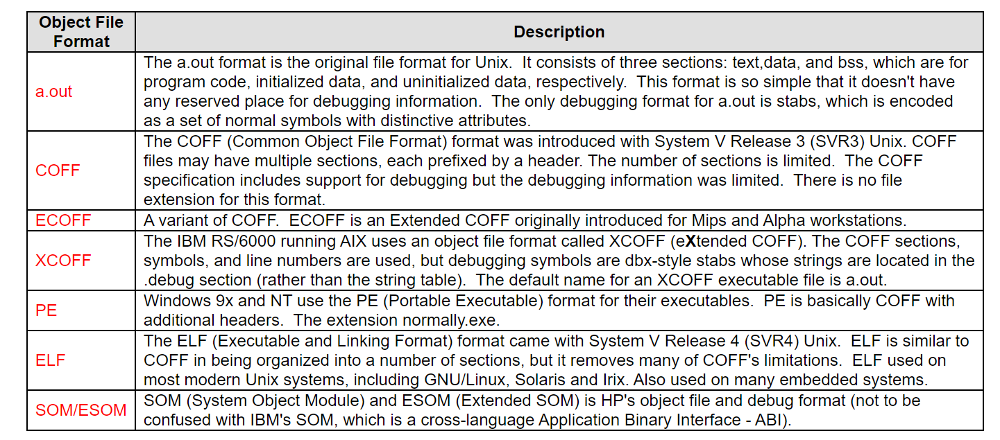 Object File
Format
Description
a.out
The a.out format is the original file format for Unix.  It consists of three sections: text,data, and bss, which are for
program code, initialized data, and uninitialized data, respectively.  This format is so simple that it doesn't have
any reserved place for debugging information.  The only debugging format for a.out is stabs, which is encoded
as a set of normal symbols with distinctive attributes.
COFF
The COFF (Common Object File Format) format was introduced with System V Release 3 (SVR3) Unix. COFF
files may have multiple sections, each prefixed by a header. The number of sections is limited.  The COFF
specification includes support for debugging but the debugging information was limited.  There is no file
extension for this format.
ECOFF
A variant of COFF.  ECOFF is an Extended COFF originally introduced for Mips and Alpha workstations.
XCOFF
The IBM RS/6000 running AIX uses an object file format called XCOFF (eXtended COFF). The COFF sections,
symbols, and line numbers are used, but debugging symbols are dbx-style stabs whose strings are located in the
.debug section (rather than the string table).  The default name for an XCOFF executable file is a.out.
PE
Windows 9x and NT use the PE (Portable Executable) format for their executables.  PE is basically COFF with
additional headers.  The extension normally.exe.
ELF
The ELF (Executable and Linking Format) format came with System V Release 4 (SVR4) Unix.  ELF is similar to
COFF in being organized into a number of sections, but it removes many of COFF's limitations.  ELF used on
most modern Unix systems, including GNU/Linux, Solaris and Irix. Also used on many embedded systems.
SOM/ESOM
SOM (System Object Module) and ESOM (Extended SOM) is HP's object file and debug format (not to be
confused with IBM's SOM, which is a cross-language Application Binary Interface - ABI).